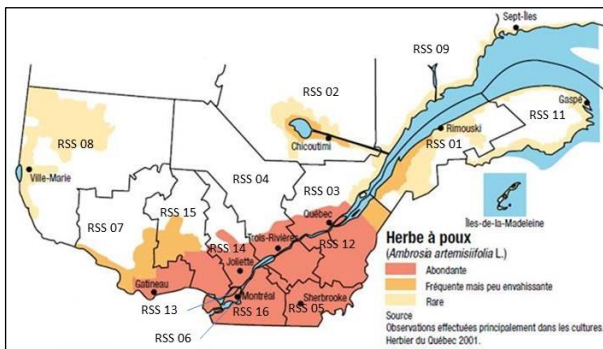 Sept-Îles
RSS 09
RSS 02
RSS 11
Gaspé
RSS 08
Chicoutimi
Rimouski
RSS 01
Ville-Marie
RSS 04
RSS 03
Îles-de-la-Madeleine
RSS 15
Québec
RSS 07
Trois-Rivières
RSS 12
RSS 14
Joliette
Gatineau
Montréal
Sherbrooke
RSS 13
RSS 16
RSS 05
RSS 06
Herbe à poux
(Ambrosia artemisiifolia L.)
Abondante
Fréquente mais peu envahissante
Rare
Source
Observations effectuées principalement dans les cultures.
Herbier du Québec 2001.